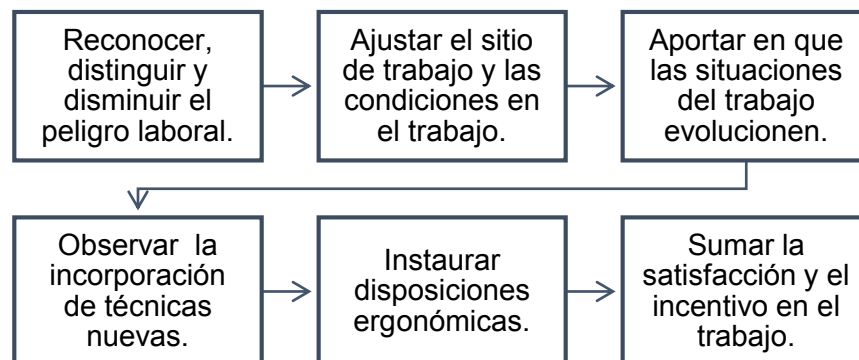 Reconocer,
distinguir y
disminuir el
peligro laboral.
Ajustar el sitio
de trabajo y las
condiciones en
el trabajo.
Aportar en que
las situaciones
del trabajo
evolucionen.
Observar  la
incorporación
de técnicas
nuevas.
Instaurar
disposiciones
ergonómicas.
Sumar la
satisfacción y el
incentivo en el
trabajo.